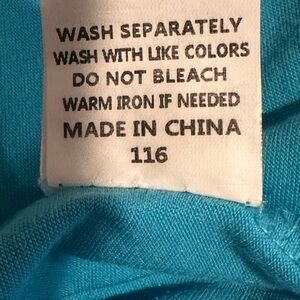 WASH SEPARATELY
WASH WITH LIKE COLORS
DO NOT BLEACH
WARM IRON IF NEEDED
MADE IN CHINA
116